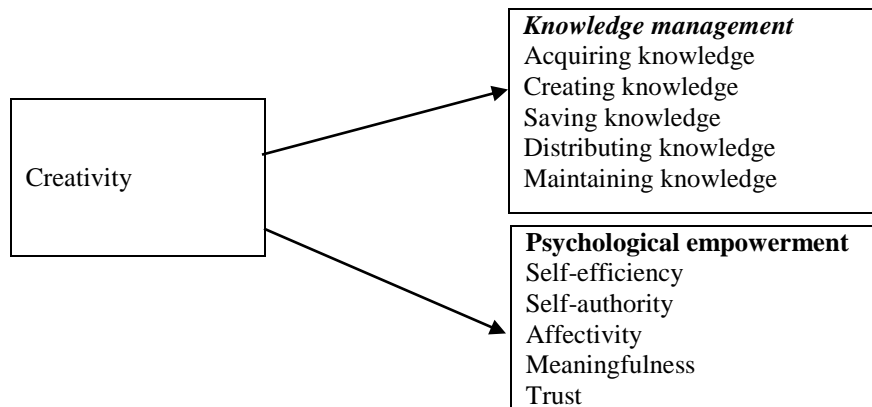 Creativity
Knowledge management
Acquiring knowledge
Creating knowledge
Saving knowledge
Distributing knowledge
Maintaining knowledge
Psychological empowerment
Self-efficiency
Self-authority
Affectivity
Meaningfulness
Trust